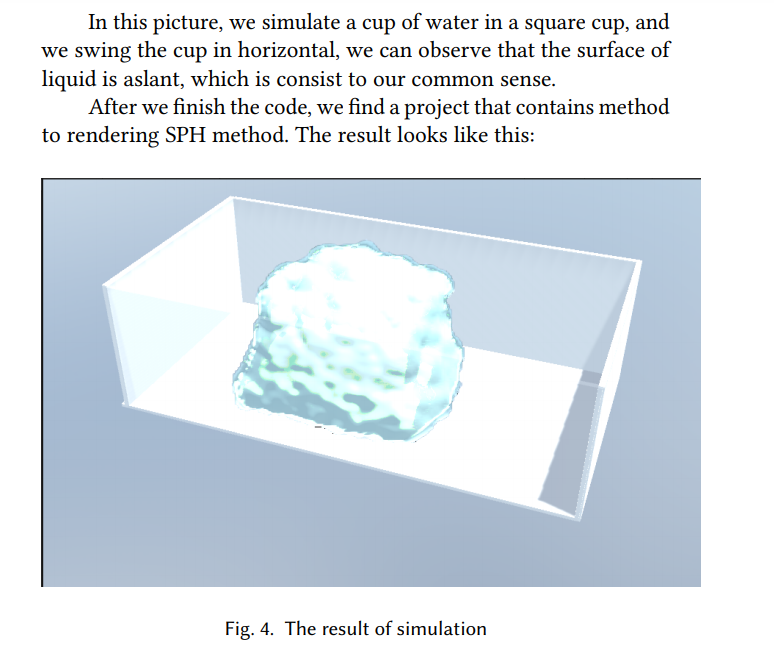 In this picture, we simulate a cup of water in a square cup, and
we swing the cup in horizontal, we can observe that the surface of
liquid is aslant, which is consist to our common sense.
After we finish the code, we find a project that contains method
to rendering SPH method. The result looks like this:
Fig. 4. The result of simulation